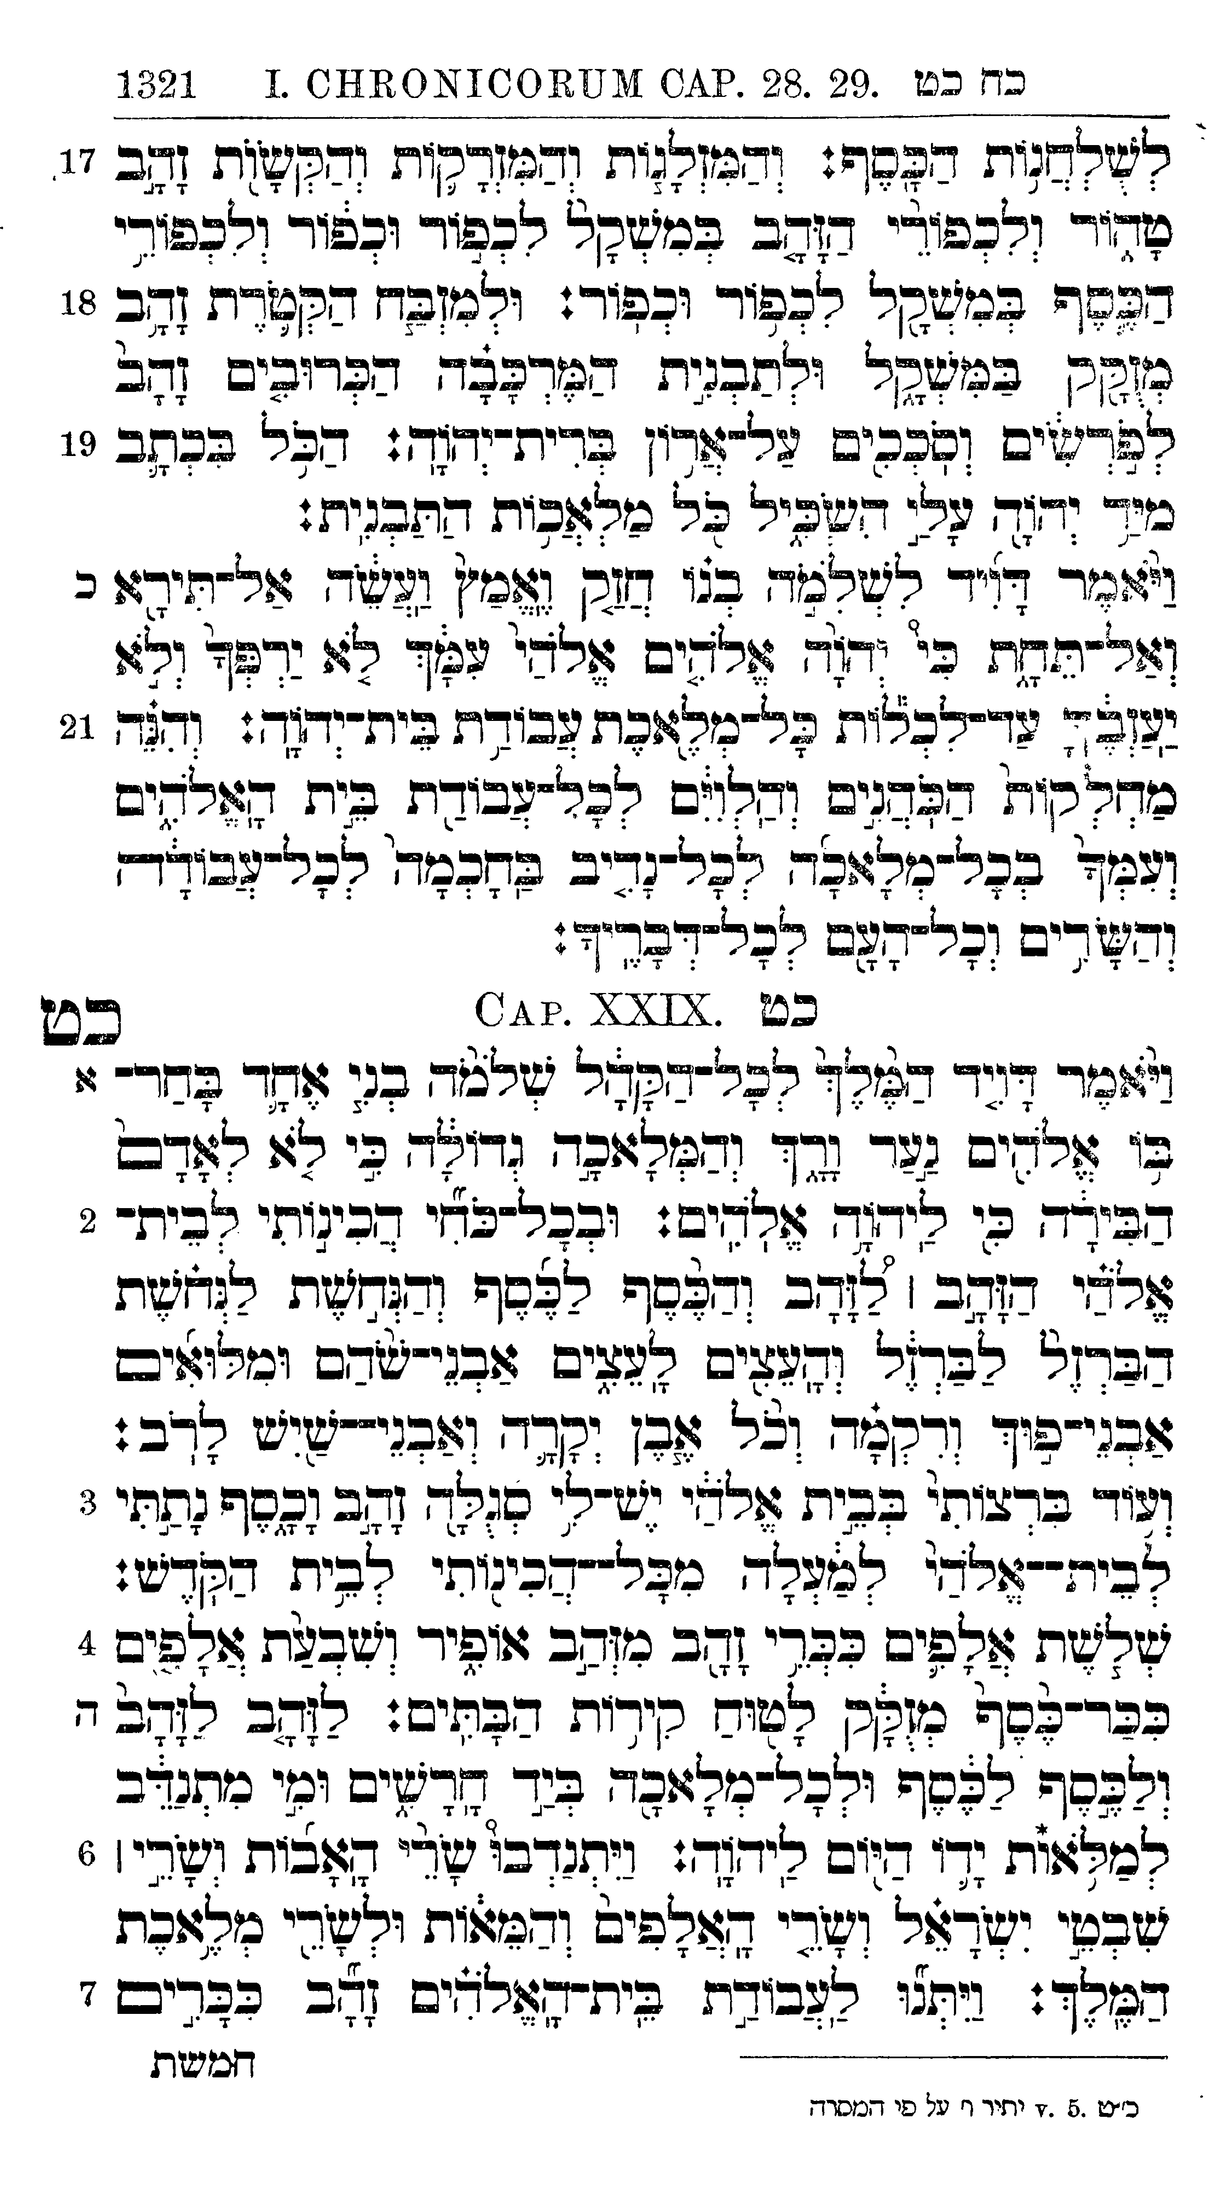 1321 I. CHRONICORUM CAP. 28. 29. כח כט
17 לְשֻׁלְחֲנ֥וֹת הַכָּֽסֶף׃ וְהַמִּזְלָג֧וֹת וְהַמִּזְרָק֛וֹת וְהַקְּשָׂוֺ֖ת זָהָ֣ב
טָה֑וֹר וְלִכְפוֹרֵ֨י הַזָּהָ֤ב בְּמִשְׁקָל֙ לִכְפ֣וֹר וּכְפ֔וֹר וְלִכְפוֹרֵ֥י
18 הַכֶּ֛סֶף בְּמִשְׁקָ֖ל לִכְפ֥וֹר וּכְפֽוֹר׃ וּלְמִזְבַּ֧ח הַקְּטֹ֛רֶת זָהָ֥ב
מְזֻקָּ֖ק בַּמִּשְׁקָ֑ל וּלְתַבְנִ֣ית הַמֶּרְכָּבָ֗ה הַכְּרוּבִ֤ים זָהָב֙
19 לְפֹ֣רְשִׂ֔ים וְסֹ֣כְכִ֔ים עַל־אֲר֥וֹן בְּרִית־יְהוָֽה׃ הַכֹּ֥ל בִּכְתָ֛ב
מִיַּ֥ד יְהוָ֖ה עָלַ֣י הִשְׂכִּ֑יל כֹּ֖ל מַלְאֲכ֥וֹת הַתַּבְנִֽית׃
כ וַיֹּ֨אמֶר דָּוִ֜יד לִשְׁלֹמֹ֣ה בְנ֗וֹ חֲזַ֤ק וֶאֱמַץ֙ וַעֲשֵׂ֔ה אַל־תִּירָ֖א
וְאַל־תֵּחָ֑ת כִּי֩ יְהוָ֨ה אֱלֹהִ֤ים אֱלֹהַי֙ עִמָּ֔ךְ לֹ֤א יַרְפְּךָ֙ וְלֹ֣א
21 יַֽעַזְבֶ֔ךָּ עַד־לִכְל֕וֹת כָּל־מְלֶ֖אכֶת עֲבוֹדַ֥ת בֵּית־יְהוָֽה׃ וְהִנֵּ֗ה
מַחְלְקוֹת֙ הַכֹּהֲנִ֣ים וְהַלְוִיִּ֔ם לְכָל־עֲבוֹדַ֖ת בֵּ֣ית הָאֱלֹהִ֑ים
וְעִמְּךָ֨ בְכָל־מְלָאכָ֜ה לְכָל־נָדִ֤יב בַּֽחָכְמָה֙ לְכָל־עֲבוֹדָ֔ה
וְהַשָּׂרִ֥ים וְכָל־הָעָ֖ם לְכָל־דְּבָרֶֽיךָ׃
כט CAP. XXIX. כט
א וַיֹּ֨אמֶר דָּוִ֤יד הַמֶּ֙לֶךְ֙ לְכָל־הַקָּהָ֔ל שְׁלֹמֹ֨ה בְנִ֥י אֶחָ֛ד בָּֽחַר־
בּ֥וֹ אֱלֹהִ֖ים נַ֣עַר וָרָ֑ךְ וְהַמְּלָאכָ֣ה גְדוֹלָ֔ה כִּ֣י לֹ֤א לְאָדָם֙
2 הַבִּירָ֔ה כִּ֖י לַיהוָ֥ה אֱלֹהִֽים׃ וּֽבְכָל־כֹּחִ֞י הֲכִינ֣וֹתִי לְבֵית־
אֱלֹהַ֗י הַזָּהָ֣ב ׀ לַ֠זָּהָב וְהַכֶּ֨סֶף לַכֶּ֜סֶף וְהַנְּחֹ֣שֶׁת לַנְּחֹ֗שֶׁת
הַבַּרְזֶל֙ לַבַּרְזֶ֔ל וְהָעֵצִ֖ים לָעֵצִ֑ים אַבְנֵי־שֹׁ֨הַם וּמִלּוּאִ֜ים
אַבְנֵי־פ֣וּךְ וְרִקְמָ֗ה וְכֹ֨ל אֶ֧בֶן יְקָרָ֛ה וְאַבְנֵי־שַׁ֖יִשׁ לָרֹֽב׃
3 וְע֗וֹד בִּרְצוֹתִי֙ בְּבֵ֣ית אֱלֹהַ֔י יֶשׁ־לִ֥י סְגֻלָּ֖ה זָהָ֣ב וָכָ֑סֶף נָתַ֤תִּי
לְבֵית־אֱלֹהַי֙ לְמַ֔עְלָה מִכָּל־הֲכִינ֖וֹתִי לְבֵ֥ית הַקֹּֽדֶשׁ׃
4 שְׁלֹ֤שֶׁת אֲלָפִים֙ כִּכְּרֵ֣י זָהָ֔ב מִזְּהַ֖ב אוֹפִ֑יר וְשִׁבְעַ֨ת אֲלָפִ֤ים
ה כִּכַּר־כֶּ֙סֶף֙ מְזֻקָּ֔ק לָט֖וּחַ קִיר֥וֹת הַבָּתִּֽים׃ לַזָּהָ֤ב לַזָּהָב֙
וְלַכֶּ֣סֶף לַכֶּ֔סֶף וּלְכָל־מְלָאכָ֖ה בְּיַ֣ד חָרָשִׁ֑ים וּמִ֣י מִתְנַדֵּ֔ב
6 לְמַלֹּ֥אות* יָד֛וֹ הַיּ֖וֹם לַיהוָֽה׃ וַיִּֽתְנַדְּבוּ֩ שָׂרֵ֨י הָאָב֜וֹת וְשָׂרֵ֣י ׀
שִׁבְטֵ֣י יִשְׂרָאֵ֗ל וְשָׂרֵ֤י הָֽאֲלָפִים֙ וְהַמֵּא֔וֹת וּלְשָׂרֵ֖י מְלֶ֥אכֶת
7 הַמֶּֽלֶךְ׃ וַֽיִּתְּנ֞וּ לַעֲבוֹדַ֣ת בֵּית־הָאֱלֹהִ֗ים זָהָ֞ב כִּכָּרִ֣ים
חמשת
כ״ט v. 5. יתיר ו׳ על פי המסרה